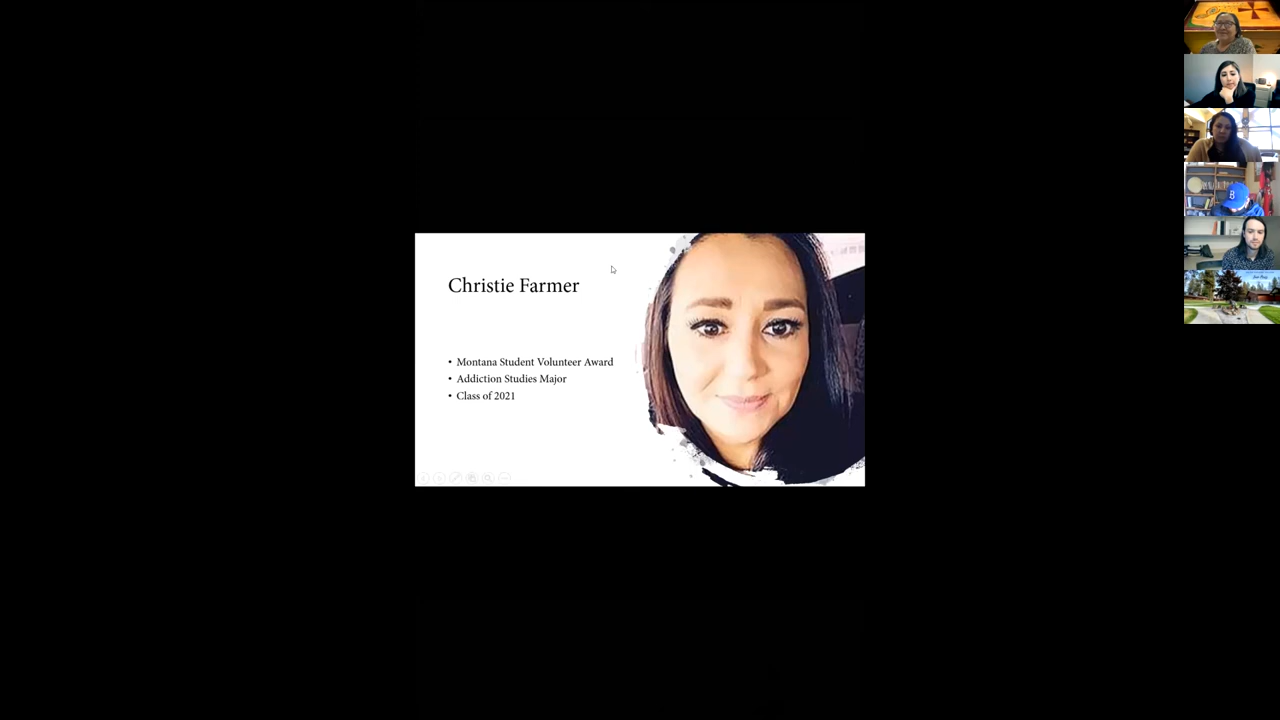 Christie Farmer
• Montana Student Volunteer Award
• Addiction Studies Major
• Class of 2021
B